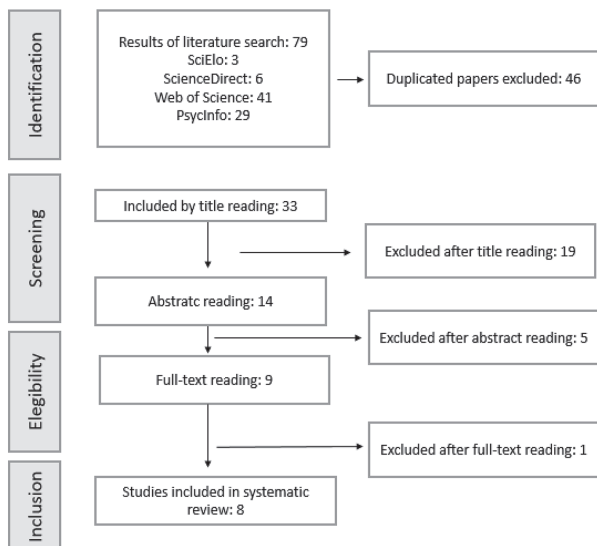 Identification
Results of literature search: 79
SciElo: 3
ScienceDirect: 6
Web of Science: 41
PsycInfo: 29
Duplicated papers excluded: 46
Screening
Included by title reading: 33
Excluded after title reading: 19
Abstratc reading: 14
Excluded after abstract reading: 5
Elegibility
Full-text reading: 9
Excluded after full-text reading: 1
Inclusion
Studies included in systematic
review: 8